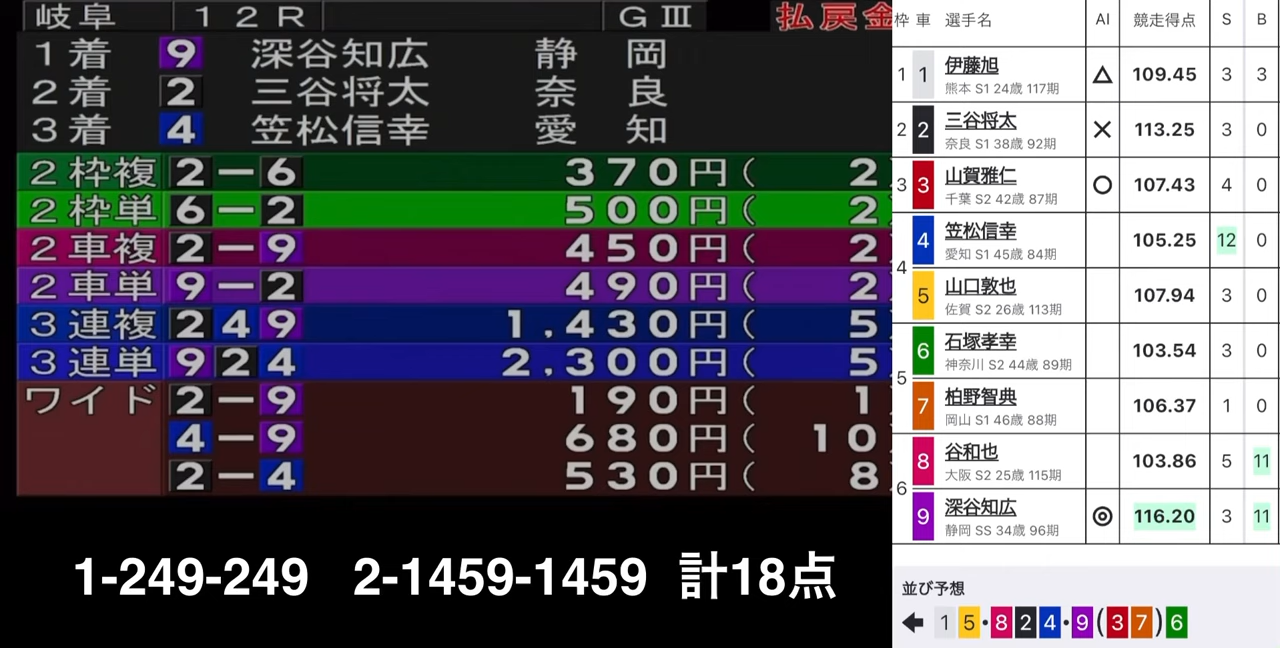 岐阜 12R GⅢ 払戻金
1着 9 深谷知広 静岡
2着 2 三谷将太 奈良
3着 4 笠松信幸 愛知
2枠複 2-6 370円( 2
2枠単 6-2 500円( 2
2車複 2-9 450円( 2
2車単 9-2 490円( 2
3連複 2 4 9 1,430円( 5
3連単 9 2 4 2,300円( 5
ワイド 2-9 190円( 1
4-9 680円( 10
2-4 530円( 8
1-249-249 2-1459-1459 計18点
枠 車 選手名 AI 競走得点 S B
1 1 伊藤旭 △ 109.45 3 3
熊本 S1 24歳 117期
2 2 三谷将太 × 113.25 3 0
奈良 S1 38歳 92期
3 3 山賀雅仁 ○ 107.43 4 0
千葉 S2 42歳 87期
4 4 笠松信幸 105.25 12 0
愛知 S1 45歳 84期
5 山口敦也 107.94 3 0
佐賀 S2 26歳 113期
5 6 石塚孝幸 103.54 3 0
神奈川 S2 44歳 89期
7 柏野智典 106.37 1 0
岡山 S1 46歳 88期
6 8 谷和也 103.86 5 11
大阪 S2 25歳 115期
9 深谷知広 ◎ 116.20 3 11
静岡 SS 34歳 96期
並び予想
← 1 5・8 2 4・9(3 7)6